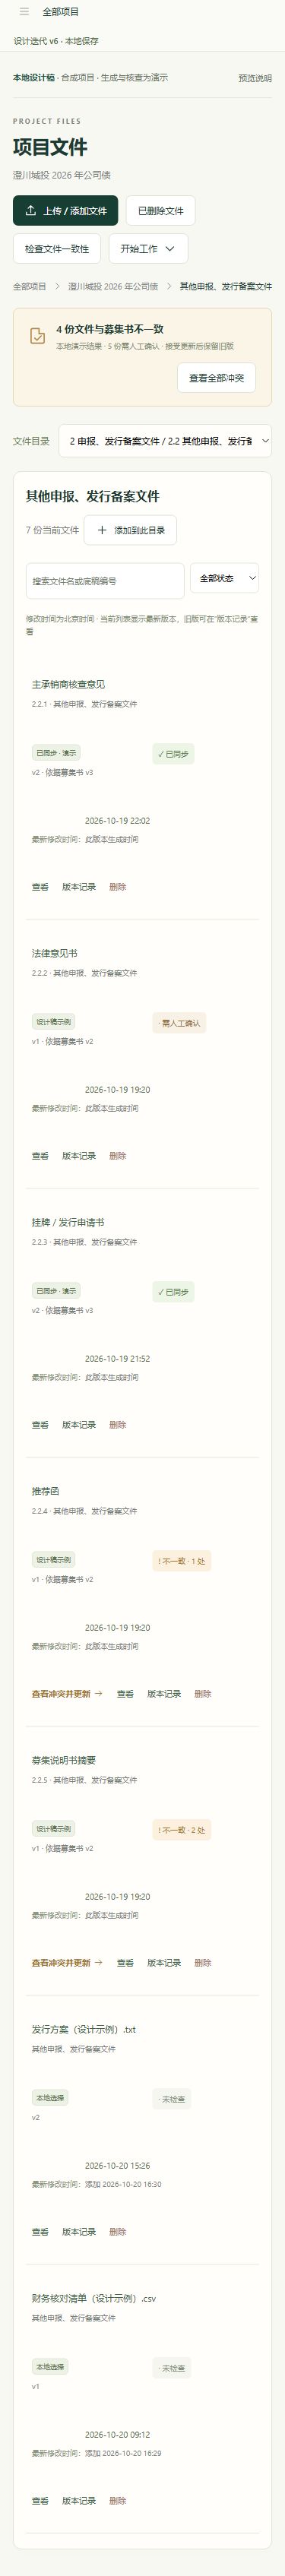 全部项目
设计迭代 v6 · 本地保存
本地设计稿 · 合成项目 · 生成与核查为演示
预览说明
PROJECT FILES
项目文件
澄川城投 2026 年公司债
上传 / 添加文件
已删除文件
检查文件一致性
开始工作
全部项目 > 澄川城投 2026 年公司债 > 其他申报、发行备案文件
4 份文件与募集书不一致
本地演示结果 · 5 份需人工确认 · 接受更新后保留旧版
查看全部冲突
文件目录
2 申报、发行备案文件 / 2.2 其他申报、发行备
其他申报、发行备案文件
7 份当前文件
+ 添加到此目录
搜索文件名或底稿编号
全部状态
修改时间为北京时间 · 当前列表显示最新版本，旧版可在“版本记录”查
看
主承销商核查意见
2.2.1 · 其他申报、发行备案文件
已同步 · 演示
✓ 已同步
v2 · 依据募集书 v3
2026-10-19 22:02
最新修改时间：此版本生成时间
查看 版本记录 删除
法律意见书
2.2.2 · 其他申报、发行备案文件
设计稿示例
· 需人工确认
v1 · 依据募集书 v2
2026-10-19 19:20
最新修改时间：此版本生成时间
查看 版本记录 删除
挂牌 / 发行申请书
2.2.3 · 其他申报、发行备案文件
已同步 · 演示
✓ 已同步
v2 · 依据募集书 v3
2026-10-19 21:52
最新修改时间：此版本生成时间
查看 版本记录 删除
推荐函
2.2.4 · 其他申报、发行备案文件
设计稿示例
! 不一致 · 1 处
v1 · 依据募集书 v2
2026-10-19 19:20
最新修改时间：此版本生成时间
查看冲突并更新 → 查看 版本记录 删除
募集说明书摘要
2.2.5 · 其他申报、发行备案文件
设计稿示例
! 不一致 · 2 处
v1 · 依据募集书 v2
2026-10-19 19:20
最新修改时间：此版本生成时间
查看冲突并更新 → 查看 版本记录 删除
发行方案（设计示例）.txt
其他申报、发行备案文件
本地选择
· 未检查
v2
2026-10-20 15:26
最新修改时间：添加 2026-10-20 16:30
查看 版本记录 删除
财务核对清单（设计示例）.csv
其他申报、发行备案文件
本地选择
· 未检查
v1
2026-10-20 09:12
最新修改时间：添加 2026-10-20 16:29
查看 版本记录 删除